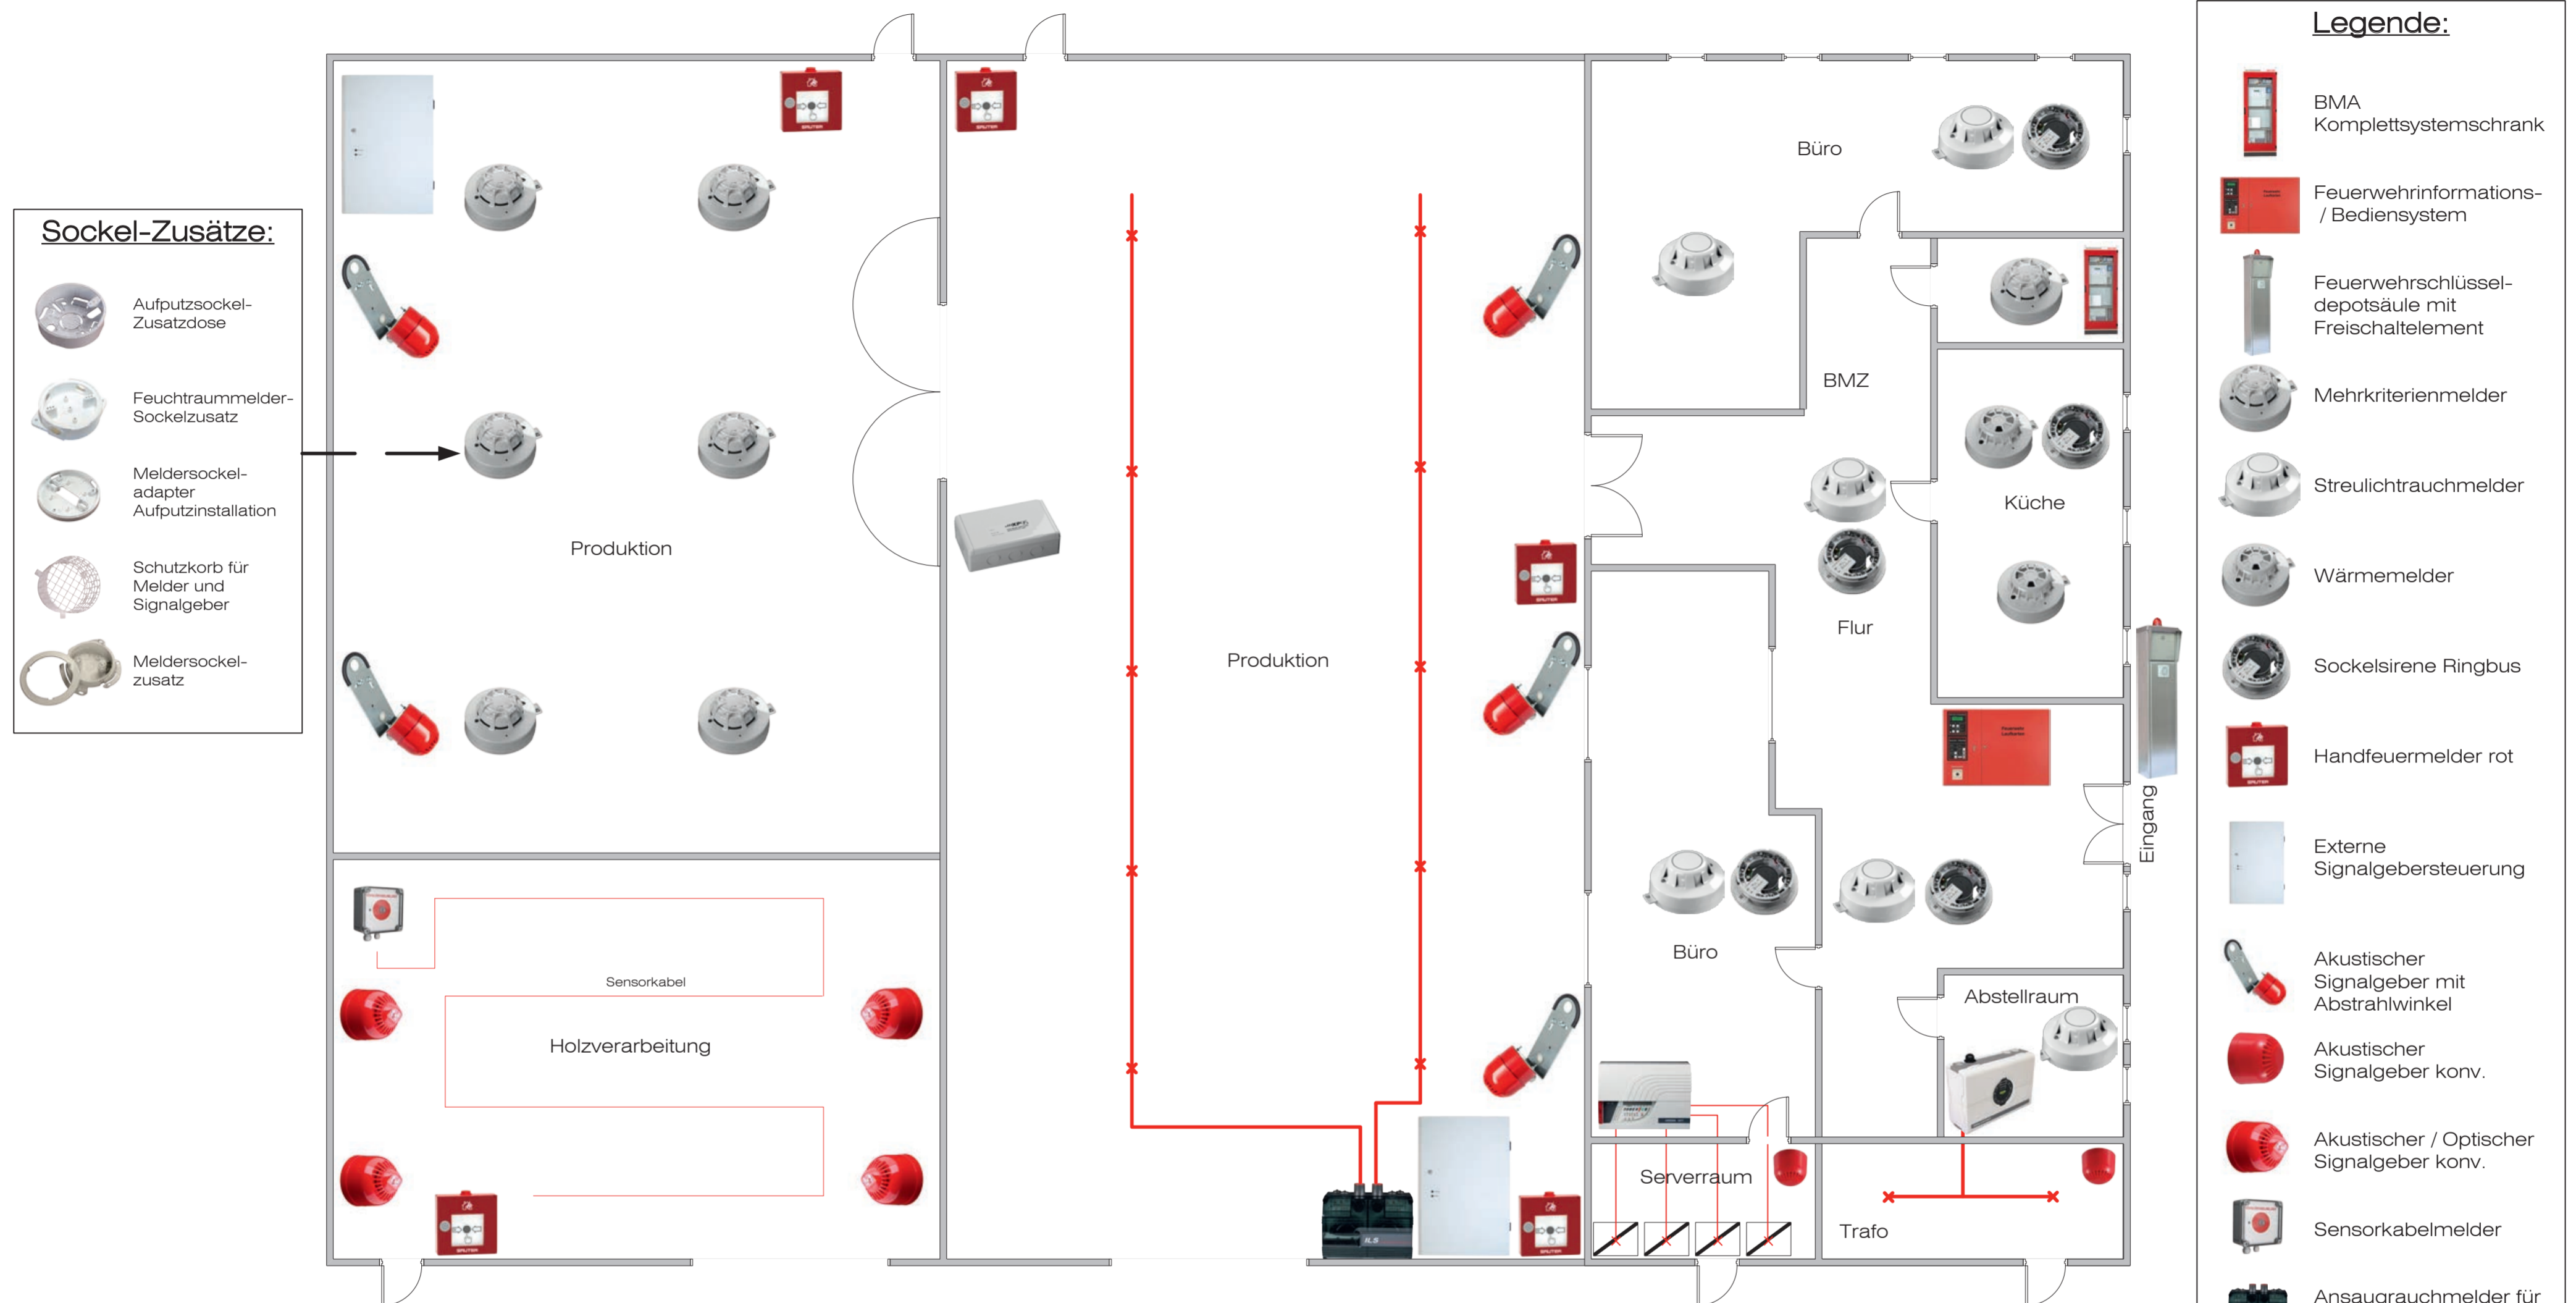 Sockel-Zusätze:
Aufputzsockel-
Zusatzdose
Feuchtraummelder-
Sockelzusatz
Meldersockel-
adapter
Aufputzinstallation
Schutzkorb für
Melder und
Signalgeber
Meldersockel-
zusatz
Produktion
Sensorkabel
Holzverarbeitung
Produktion
ILS
Büro
BMZ
Küche
Flur
Eingang
Büro
Abstellraum
Serverraum
Trafo
Legende:
BMA
Komplettsystemschrank
Feuerwehrinformations-
/ Bediensystem
Feuerwehrschlüssel-
depotsäule mit
Freischaltelement
Mehrkriterienmelder
Streulichtrauchmelder
Wärmemelder
Sockelsirene Ringbus
Handfeuermelder rot
Externe
Signalgebersteuerung
Akustischer
Signalgeber mit
Abstrahlwinkel
Akustischer
Signalgeber konv.
Akustischer / Optischer
Signalgeber konv.
Sensorkabelmelder
Ansaugrauchmelder für